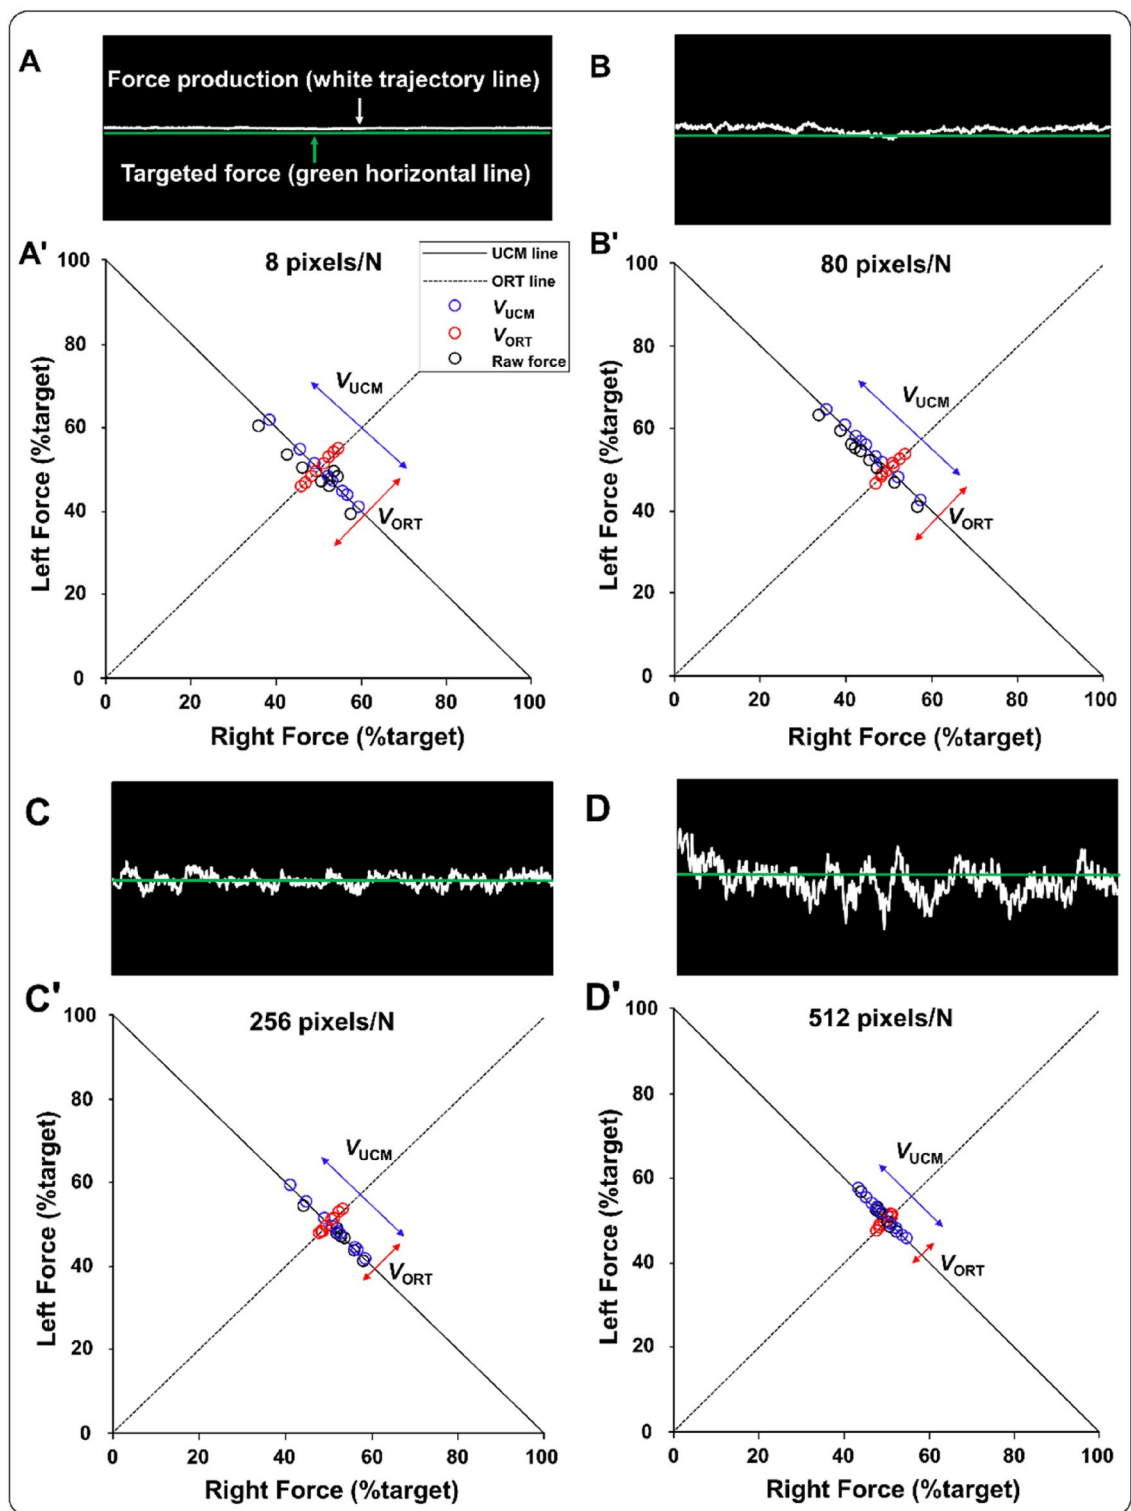 A
Force production (white trajectory line)
Targeted force (green horizontal line)
B
A'
8 pixels/N
UCM line
ORT line
VUCM
VORT
Raw force
100
80
60
40
20
0
VUCM
VORT
Left Force (%target)
0 20 40 60 80 100
Right Force (%target)
B'
80 pixels/N
100
80
60
40
20
0
VUCM
VORT
Left Force (%target)
0 20 40 60 80 100
Right Force (%target)
C
D
C'
256 pixels/N
100
80
60
40
20
0
VUCM
VORT
Left Force (%target)
0 20 40 60 80 100
Right Force (%target)
D'
512 pixels/N
100
80
60
40
20
0
VUCM
VORT
Left Force (%target)
0 20 40 60 80 100
Right Force (%target)